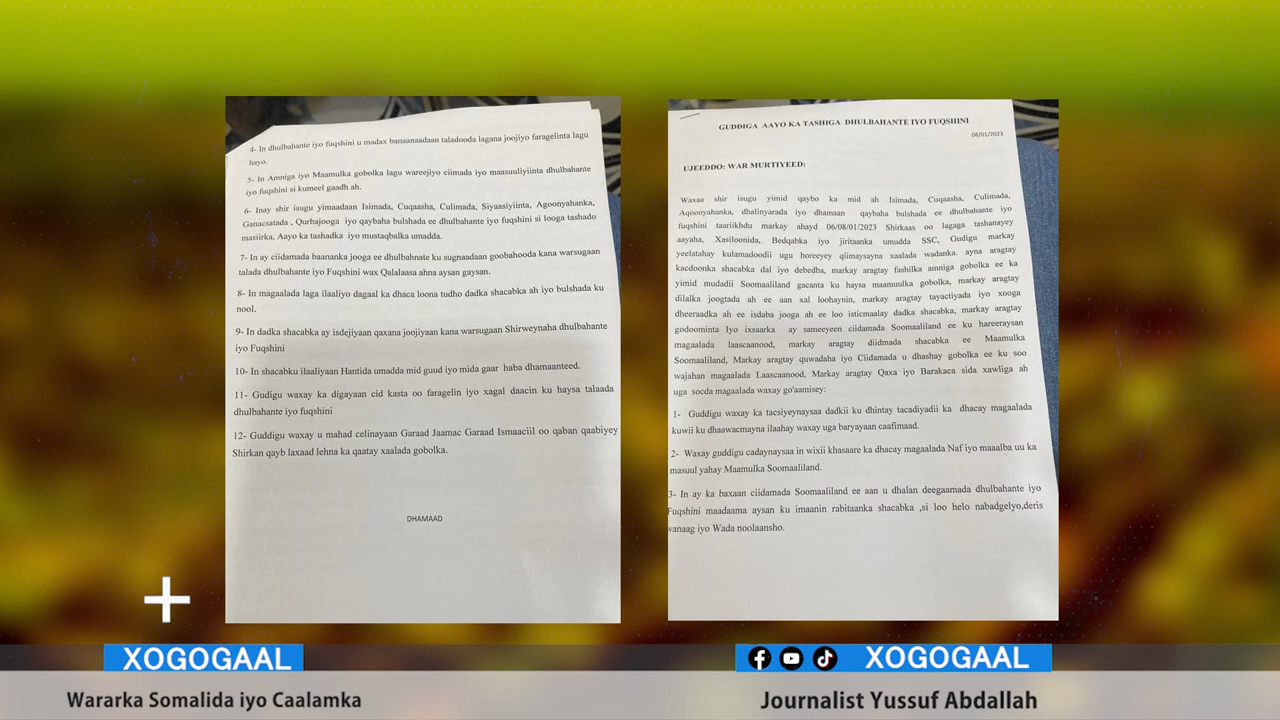 4- In dhulbahante iyo fuqshini u madax banaanaadaan taladooda lagana joojiyo faragelinta lagu
hayo.
5- In Amniga iyo Maamulka gobolka lagu wareejiyo ciimada iyo masuuliyiinta dhulbahante
iyo fuqshini si kumeel gaadh ah.
6- Inay shir isugu yimaadaan Isimada, Cuqaasha, Culimada, Siyaasiyiinta, Agoonyahanka,
Ganacsatada , Qurbajooga iyo qaybaha bulshada ee dhulbahante iyo fuqshini si looga tashado
masiirka, Aayo ka tashadka iyo mustaqbalka umadda.
7- In ay ciidamada baananka jooga ee dhulbahnate ku sugnaadaan goobahooda kana warsugaan
talada dhulbahante iyo Fuqshini wax Qalalaasa ahna aysan gaysan.
8- In magaalada laga ilaaliyo dagaal ka dhaca loona tudho dadka shacabka ah iyo bulshada ku
nool.
9- In dadka shacabka ay isdejiyaan qaxana joojiyaan kana warsugaan Shirweynaha dhulbahante
iyo Fuqshini
10- In shacabku ilaaliyaan Hantida umadda mid guud iyo mida gaar haba dhamaanteed.
11- Gudigu waxay ka digayaan cid kasta oo faragelin iyo xagal daacin ku haysa talaada
dhulbahante iyo fuqshini
12- Guddigu waxay u mahad celinayaan Garaad Jaamac Garaad Ismaaciil oo qaban qaabiyey
Shirkan qayb laxaad lehna ka qaatay xaalada gobolka.
DHAMAAD
GUDDIGA AAYO KA TASHIGA DHULBAHANTE IYO FUQSHINI
08/01/2023
UJEEDDO: WAR MURTIYEED:
Waxaa shir isugu yimid qaybo ka mid ah Isimada, Cuqaasha, Culimada,
Aqoonyahanka, dhalinyarada iyo dhamaan qaybaha bulshada ee dhulbahante iyo
fuqshini taariikhdu markay ahayd 06/08/01/2023 Shirkaas oo lagaga tashanayey
aayaha, Xasiloonida, Bedqabka iyo jiritaanka umudda SSC, Gudigu markay
yeelatahay kulamadoodii ugu horeeyey qiimaysayna xaalada wadanka. ayna aragtay
kacdoonka shacabka dal iyo debedba, markay aragtay fashilka amniga gobolka ee ka
yimid mudadii Soomaaliland gacanta ku haysa maamuulka gobolka, markay aragtay
dilalka joogtada ah ee aan xal loohaynin, markay aragtay tayactiyada iyo xooga
dheeraadka ah ee isdaba jooga ah ee loo isticmaalay dadka shacabka, markay aragtay
godoominta Iyo ixsaarka ay sameeyeen ciidamada Soomaaliland ee ku hareeraysan
magaalada laascaanood, markay aragtay diidmada shacabka ee Maamulka
Soomaaliland, Markay aragtay quwadaha iyo Ciidamada u dhashay gobolka ee ku soo
wajahan magaalada Laascaanood, Markay aragtay Qaxa iyo Barakaca sida xawliga ah
uga socda magaalada waxay go'aamisey:
1- Guddigu waxay ka tacsiyeynaysaa dadkii ku dhintay tacadiyadii ka dhacay magaalada
kuwii ku dhaawacmayna ilaahay waxay uga baryayaan caafimaad.
2- Waxay guddigu cadaynaysaa in wixii khasaare ka dhacay magaalada Naf iyo maaalba uu ka
masuul yahay Maamulka Soomaaliland.
3- In ay ka baxaan ciidamada Soomaaliland ee aan u dhalan deegaamada dhulbahante iyo
Fuqshini maadaama aysan ku imaanin rabitaanka shacabka ,si loo helo nabadgelyo,deris
wanaag iyo Wada noolaansho.
XOGOGAAL
XOGOGAAL
Wararka Somalida iyo Caalamka
Journalist Yussuf Abdallah